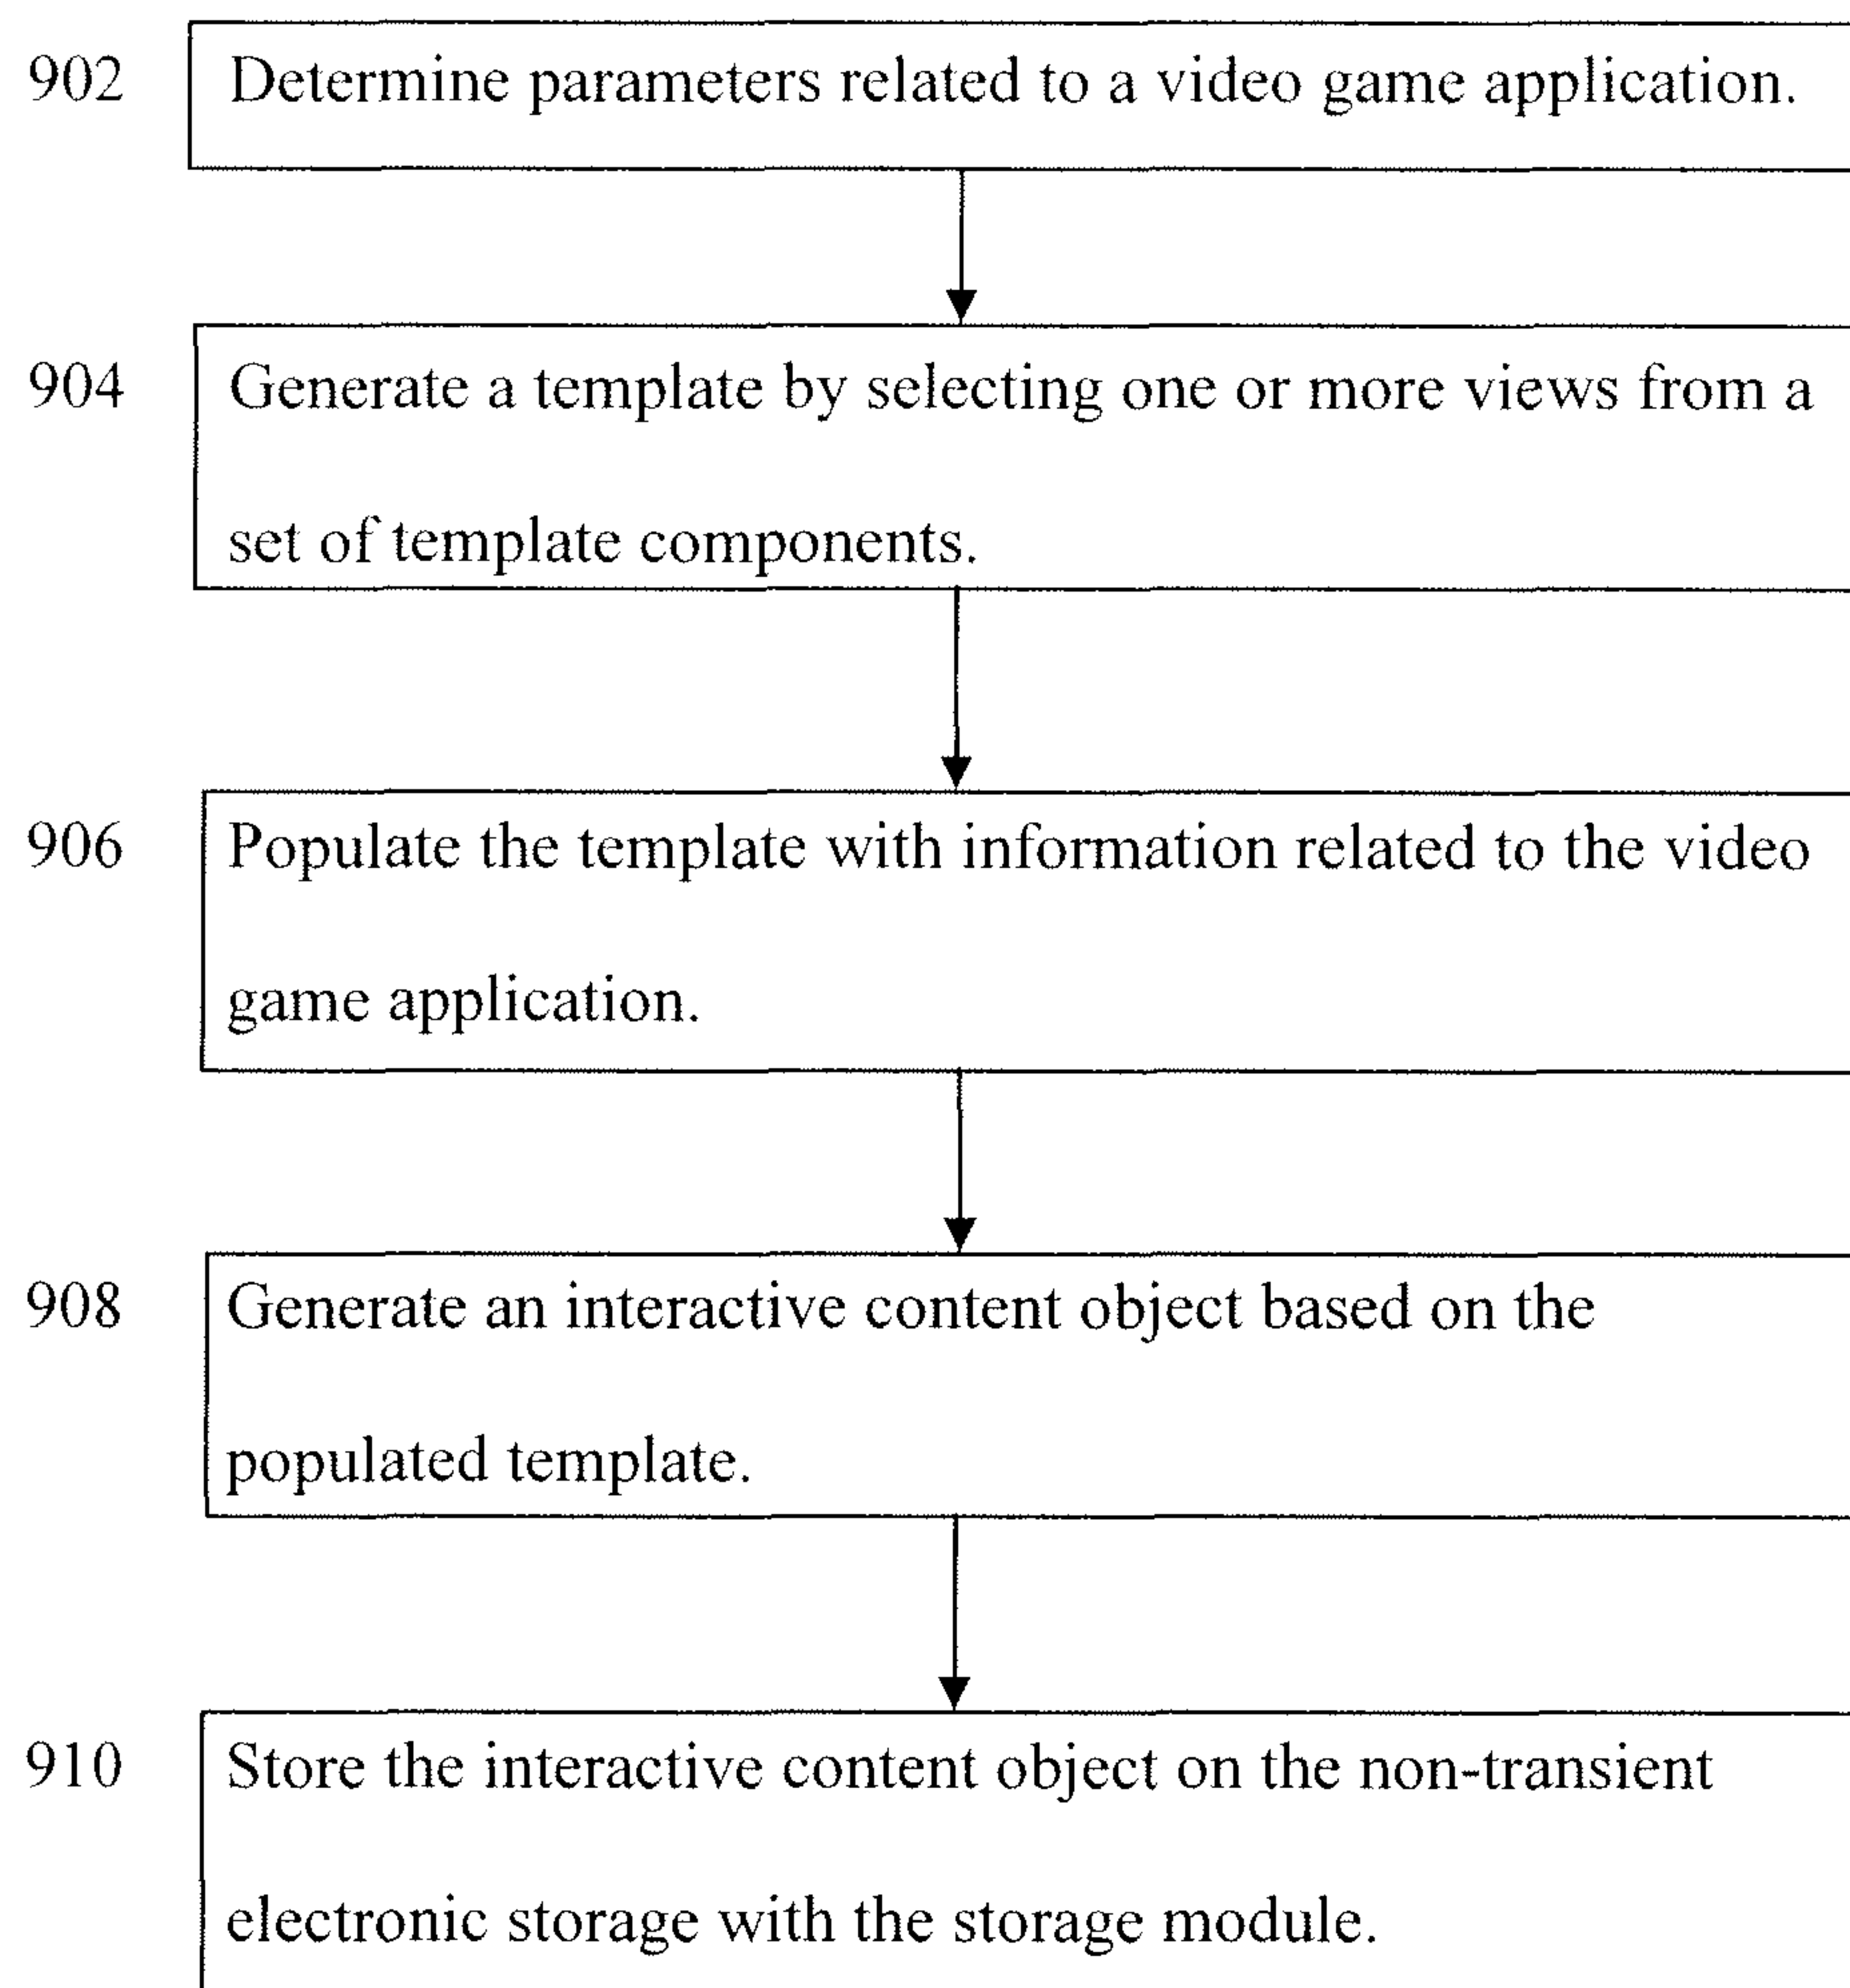 902 Determine parameters related to a video game application.
904 Generate a template by selecting one or more views from a
set of template components.
906 Populate the template with information related to the video
game application.
908 Generate an interactive content object based on the
populated template.
910 Store the interactive content object on the non-transient
electronic storage with the storage module.